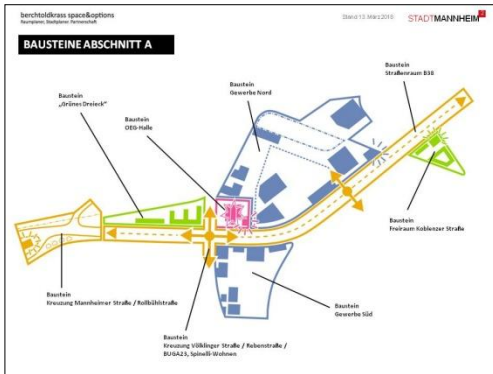 berchtoldkrass space&options
Raumplaner, Stadtplaner. Partnerschaft
Stand 13. März 2018
STADTMANNHEIM²
BAUSTEINE ABSCHNITT A
Baustein
Straßenraum B38
Baustein
Gewerbe Nord
Baustein
„Grünes Dreieck“
Baustein
OEG-Halle
Baustein
Freiraum Koblenzer Straße
Baustein
Kreuzung Mannheimer Straße / Rollbühlstraße
Baustein
Gewerbe Süd
Baustein
Kreuzung Völklinger Straße / Rebenstraße /
BUGA23, Spinelli-Wohnen